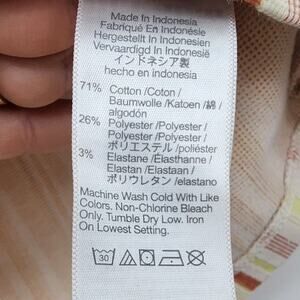 Made In Indonesia
Fabriqué En Indonésie
Hergestellt In Indonesien
Vervaardigd In Indonesië
インドネシア製
hecho en indonesia
71% Cotton /Coton /
Baumwolle /Katoen /綿 /
algodón
26% Polyester /Polyester /
Polyester /Polyester /
ポリエステル /poliéster
3% Elastane /Élasthanne /
Elastan /Elastaan /
ポリウレタン /elastano
Machine Wash Cold With Like
Colors. Non-Chlorine Bleach
Only. Tumble Dry Low. Iron
On Lowest Setting.
30